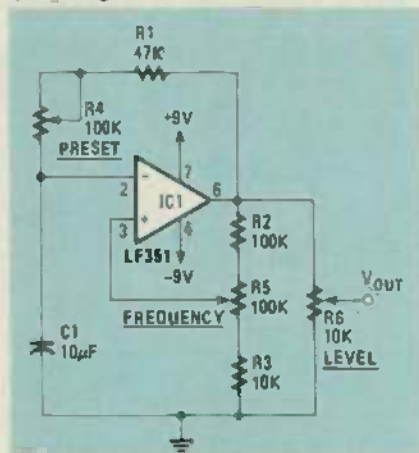 R1
47K
R4
100K
PRESET
+9V
7
2
-
IC1
6
3
+
4
LF351
-9V
R2
100K
R5
100K
FREQUENCY
R3
10K
VOUT
R6
10K
LEVEL
C1
10µF